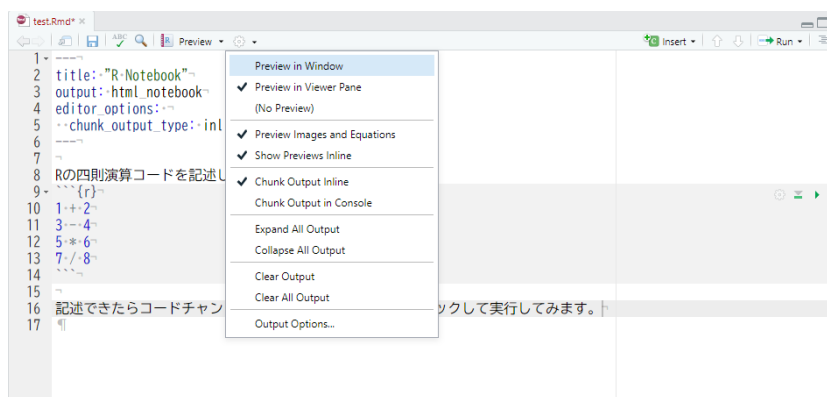 test.Rmd*
ABC Preview Insert Run
1 ---
2 title: "R Notebook"
3 output: html_notebook
4 editor_options:
5 chunk_output_type: inl
6 ---
7
8 Rの四則演算コードを記述し
9 ```{r}
10 1 + 2
11 3 - 4
12 5 * 6
13 7 / 8
14 ```
15
16 記述できたらコードチャン ックして実行してみます。
17
Preview in Window
Preview in Viewer Pane
(No Preview)
Preview Images and Equations
Show Previews Inline
Chunk Output Inline
Chunk Output in Console
Expand All Output
Collapse All Output
Clear Output
Clear All Output
Output Options...